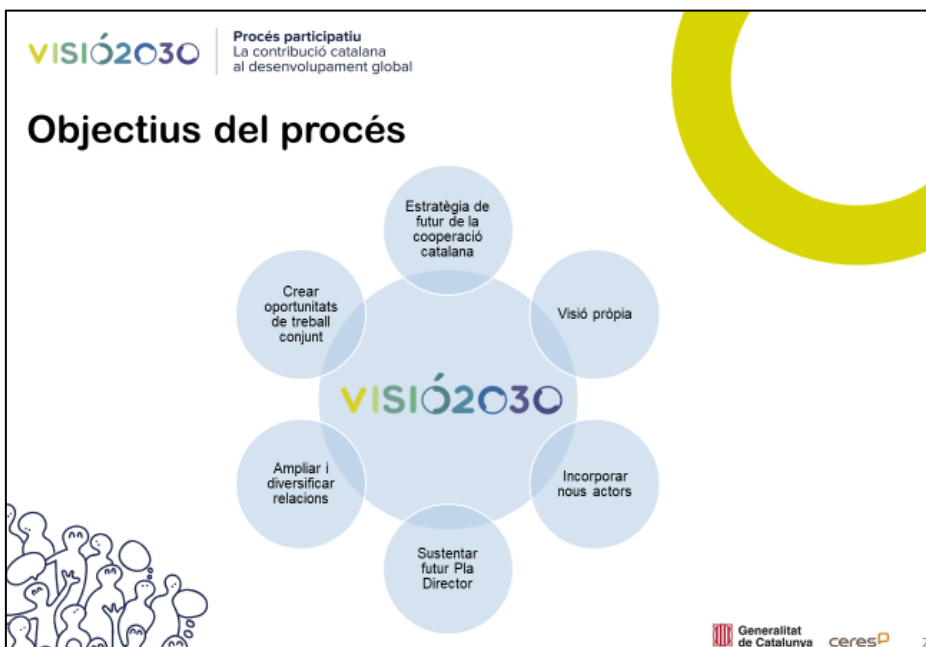 VISIÓ2030
Procés participatiu
La contribució catalana
al desenvolupament global
Objectius del procés
Estratègia de
futur de la
cooperació
catalana
Visió pròpia
Incorporar
nous actors
Sustentar
futur Pla
Director
Ampliar i
diversificar
relacions
Crear
oportunitats
de treball
conjunt
VISIÓ2030
Generalitat
de Catalunya
ceresP